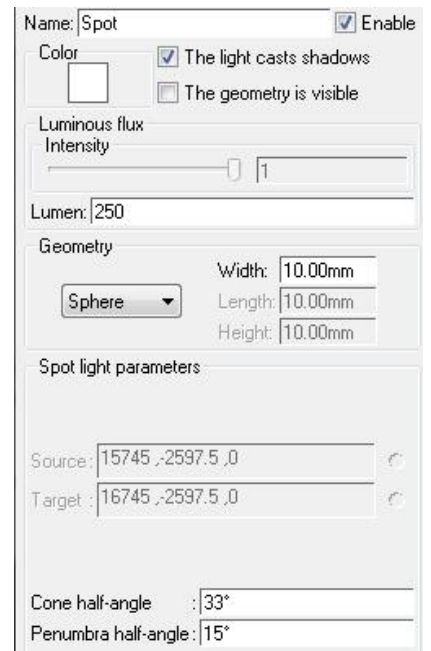 Name: Spot Enable
Color The light casts shadows
The geometry is visible
Luminous flux
Intensity
1
Lumen: 250
Geometry
Width: 10.00mm
Sphere Length: 10.00mm
Height: 10.00mm
Spot light parameters
Source: 15745 ,-2597.5 ,0
Target : 16745 ,-2597.5 ,0
Cone half-angle : 33°
Penumbra half-angle: 15°